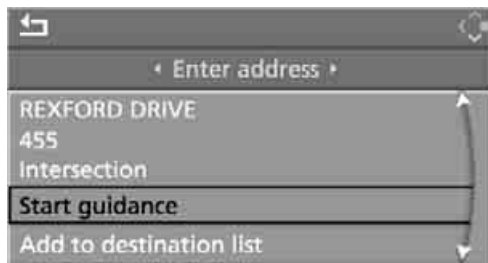 Enter address
REXFORD DRIVE
455
Intersection
Start guidance
Add to destination list